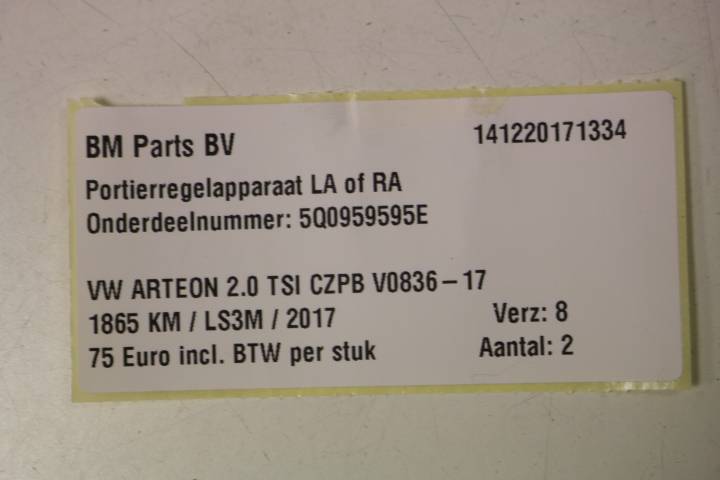 BM Parts BV 141220171334
Portierregelapparaat LA of RA
Onderdeelnummer: 5Q0959595E
VW ARTEON 2.0 TSI CZPB V0836-17
1865 KM / LS3M / 2017 Verz: 8
75 Euro incl. BTW per stuk Aantal: 2